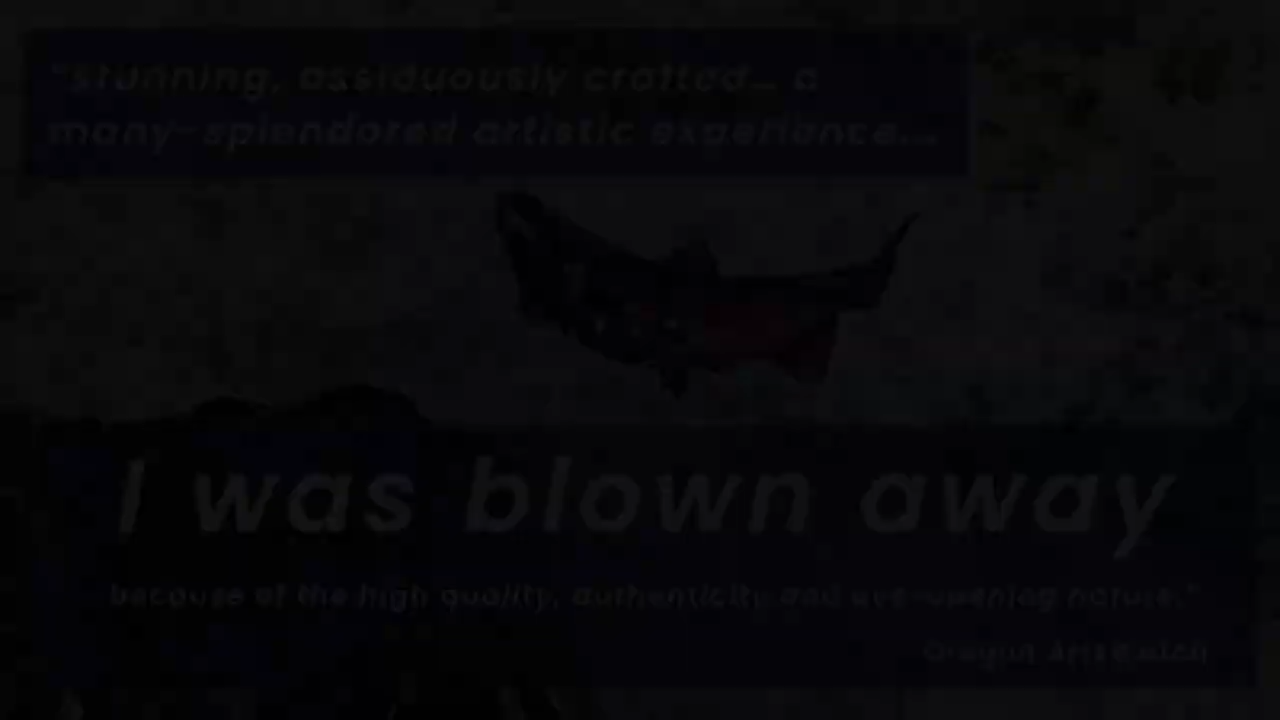 "stunning, assiduously crafted… a
many-splendored artistic experience…
I was blown away
because of the high quality, authenticity and eye-opening nature."
Oregon ArtsWatch